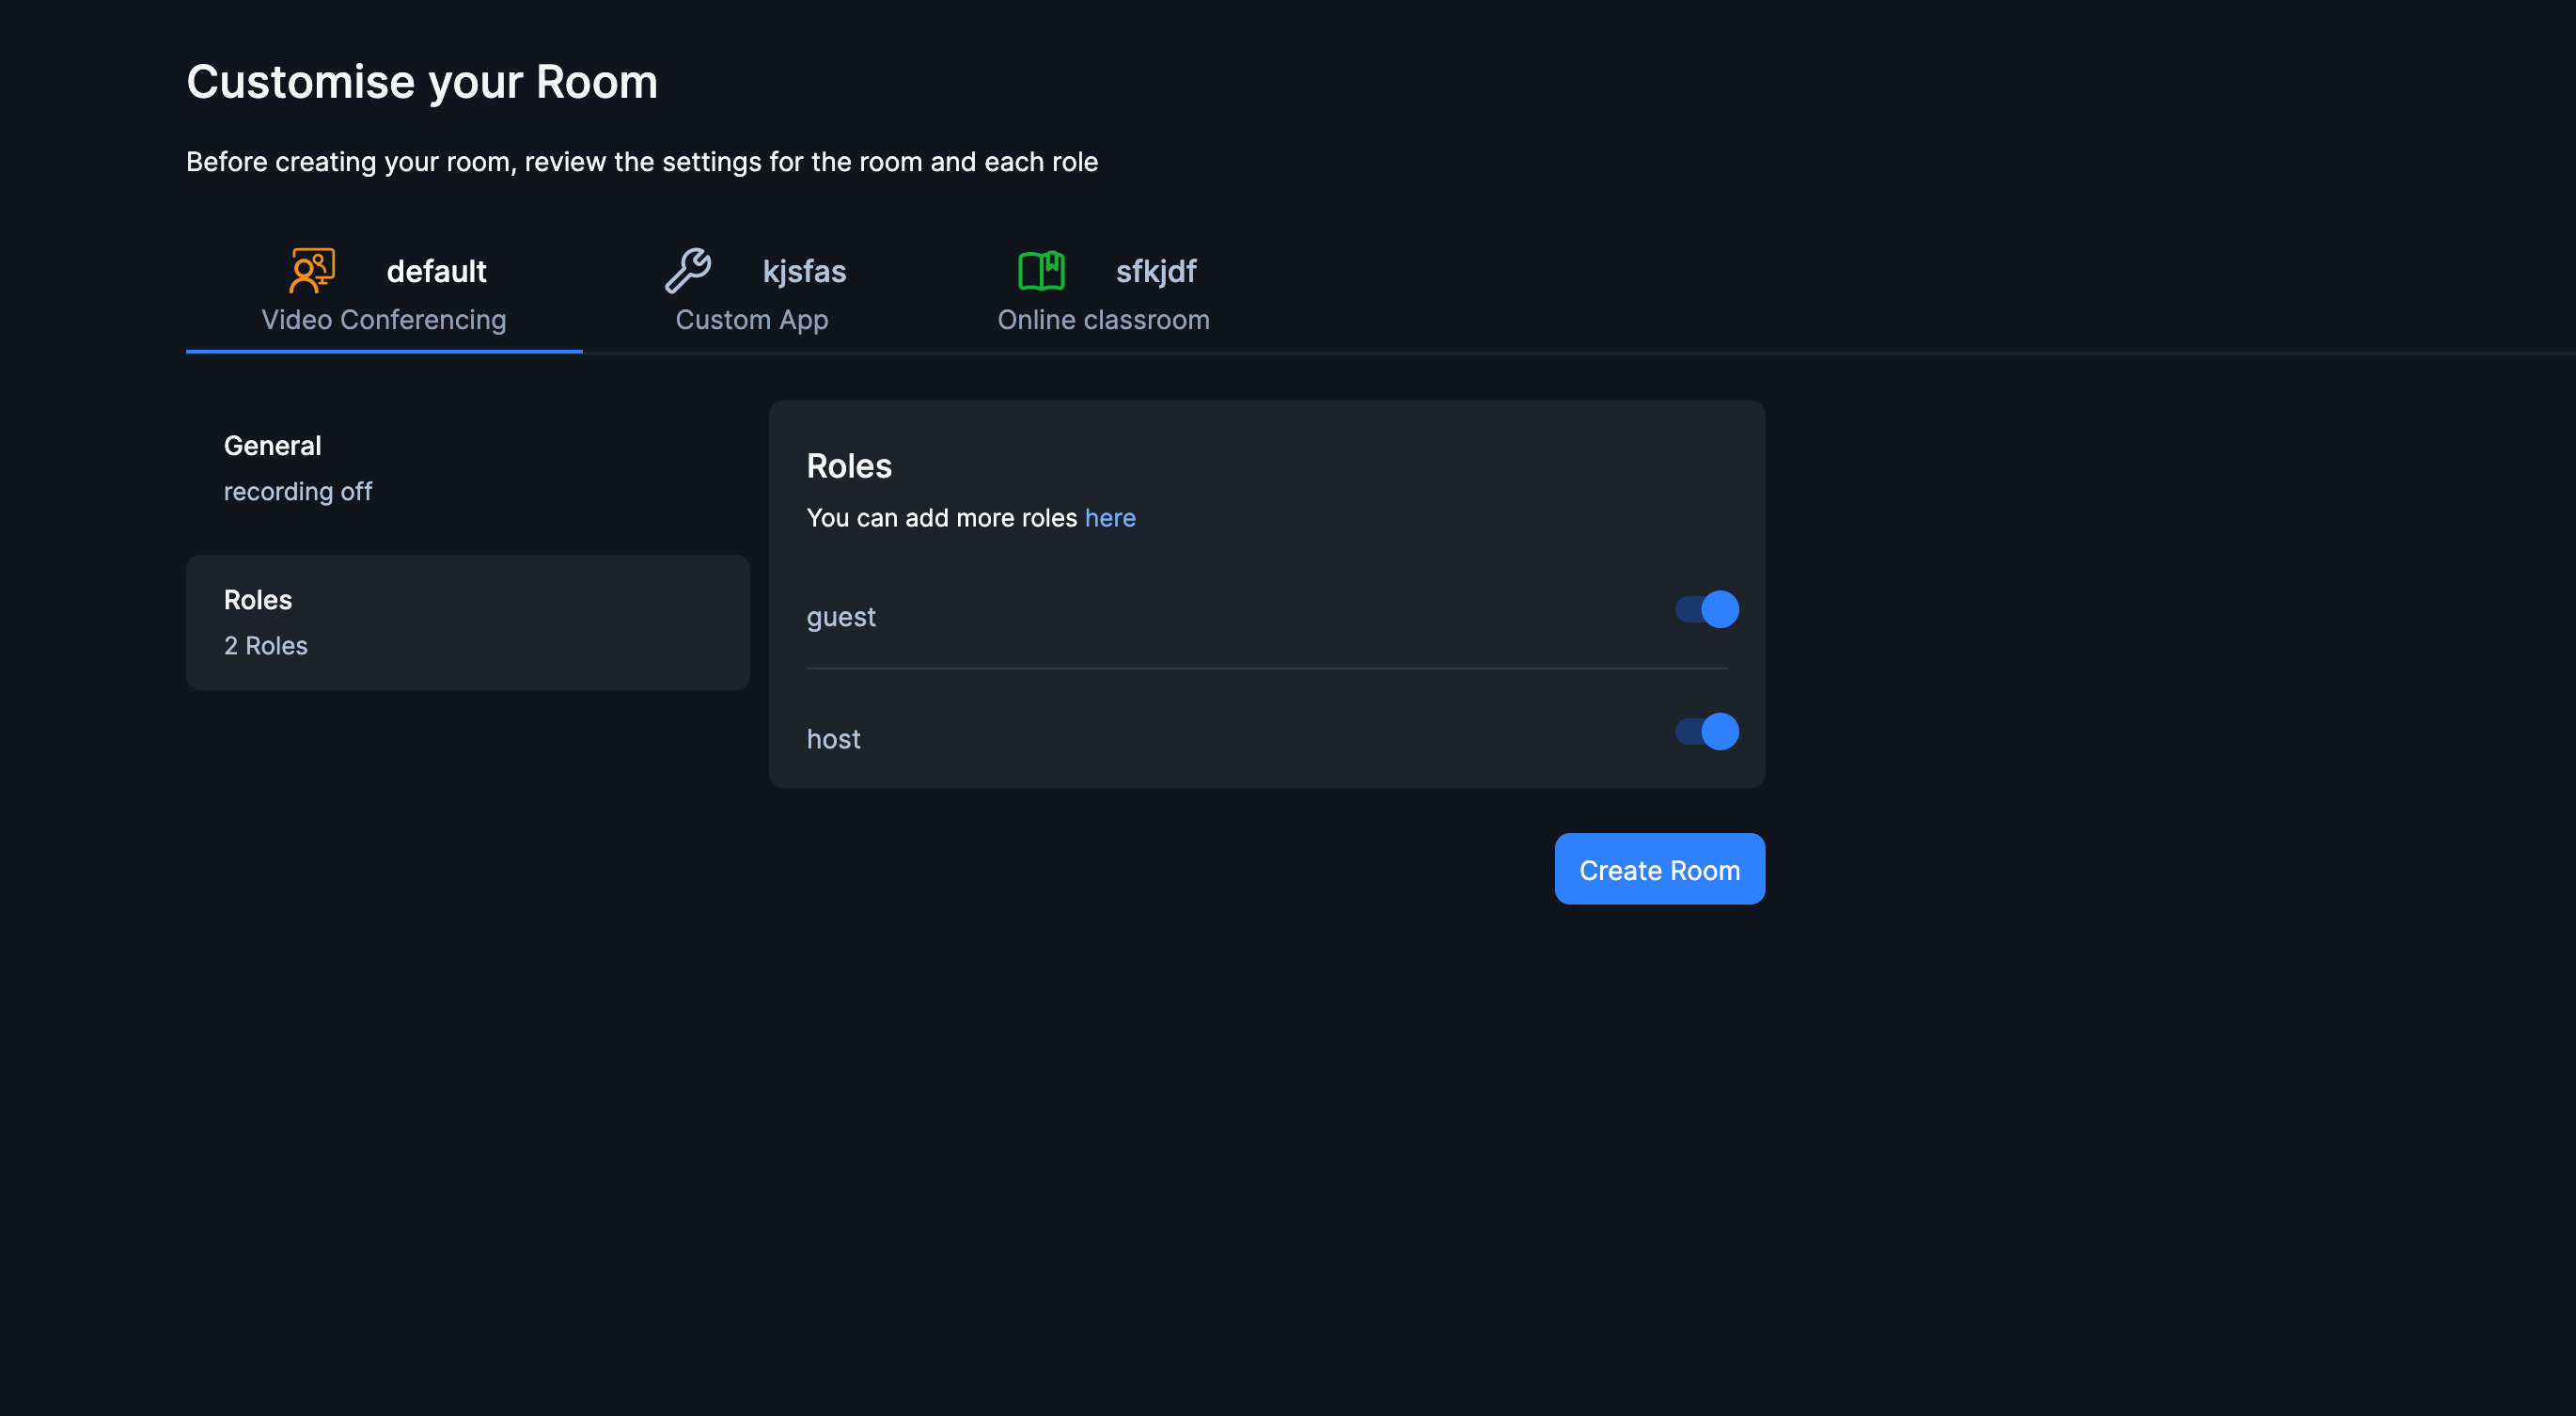 Customise your Room
Before creating your room, review the settings for the room and each role
default
Video Conferencing
kjsfas
Custom App
sfkjdf
Online classroom
General
recording off
Roles
2 Roles
Roles
You can add more roles here
guest
host
Create Room